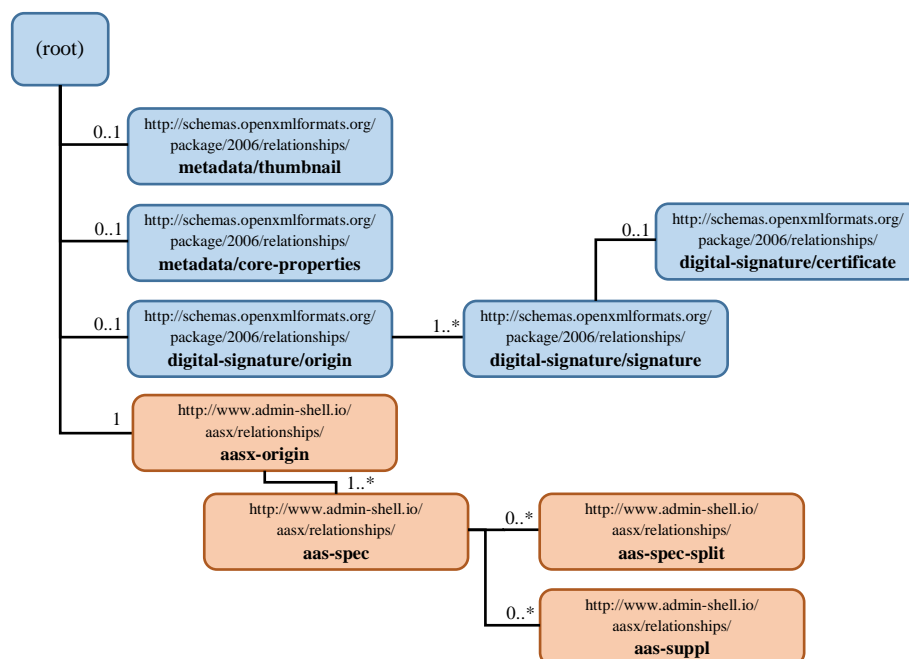 (root)
0..1
http://schemas.openxmlformats.org/
package/2006/relationships/
metadata/thumbnail
0..1
http://schemas.openxmlformats.org/
package/2006/relationships/
metadata/core-properties
0..1
http://schemas.openxmlformats.org/
package/2006/relationships/
digital-signature/certificate
0..1
http://schemas.openxmlformats.org/
package/2006/relationships/
digital-signature/origin
1..*
http://schemas.openxmlformats.org/
package/2006/relationships/
digital-signature/signature
1
http://www.admin-shell.io/
aasx/relationships/
aasx-origin
1..*
http://www.admin-shell.io/
aasx/relationships/
aas-spec
0..*
http://www.admin-shell.io/
aasx/relationships/
aas-spec-split
0..*
http://www.admin-shell.io/
aasx/relationships/
aas-suppl